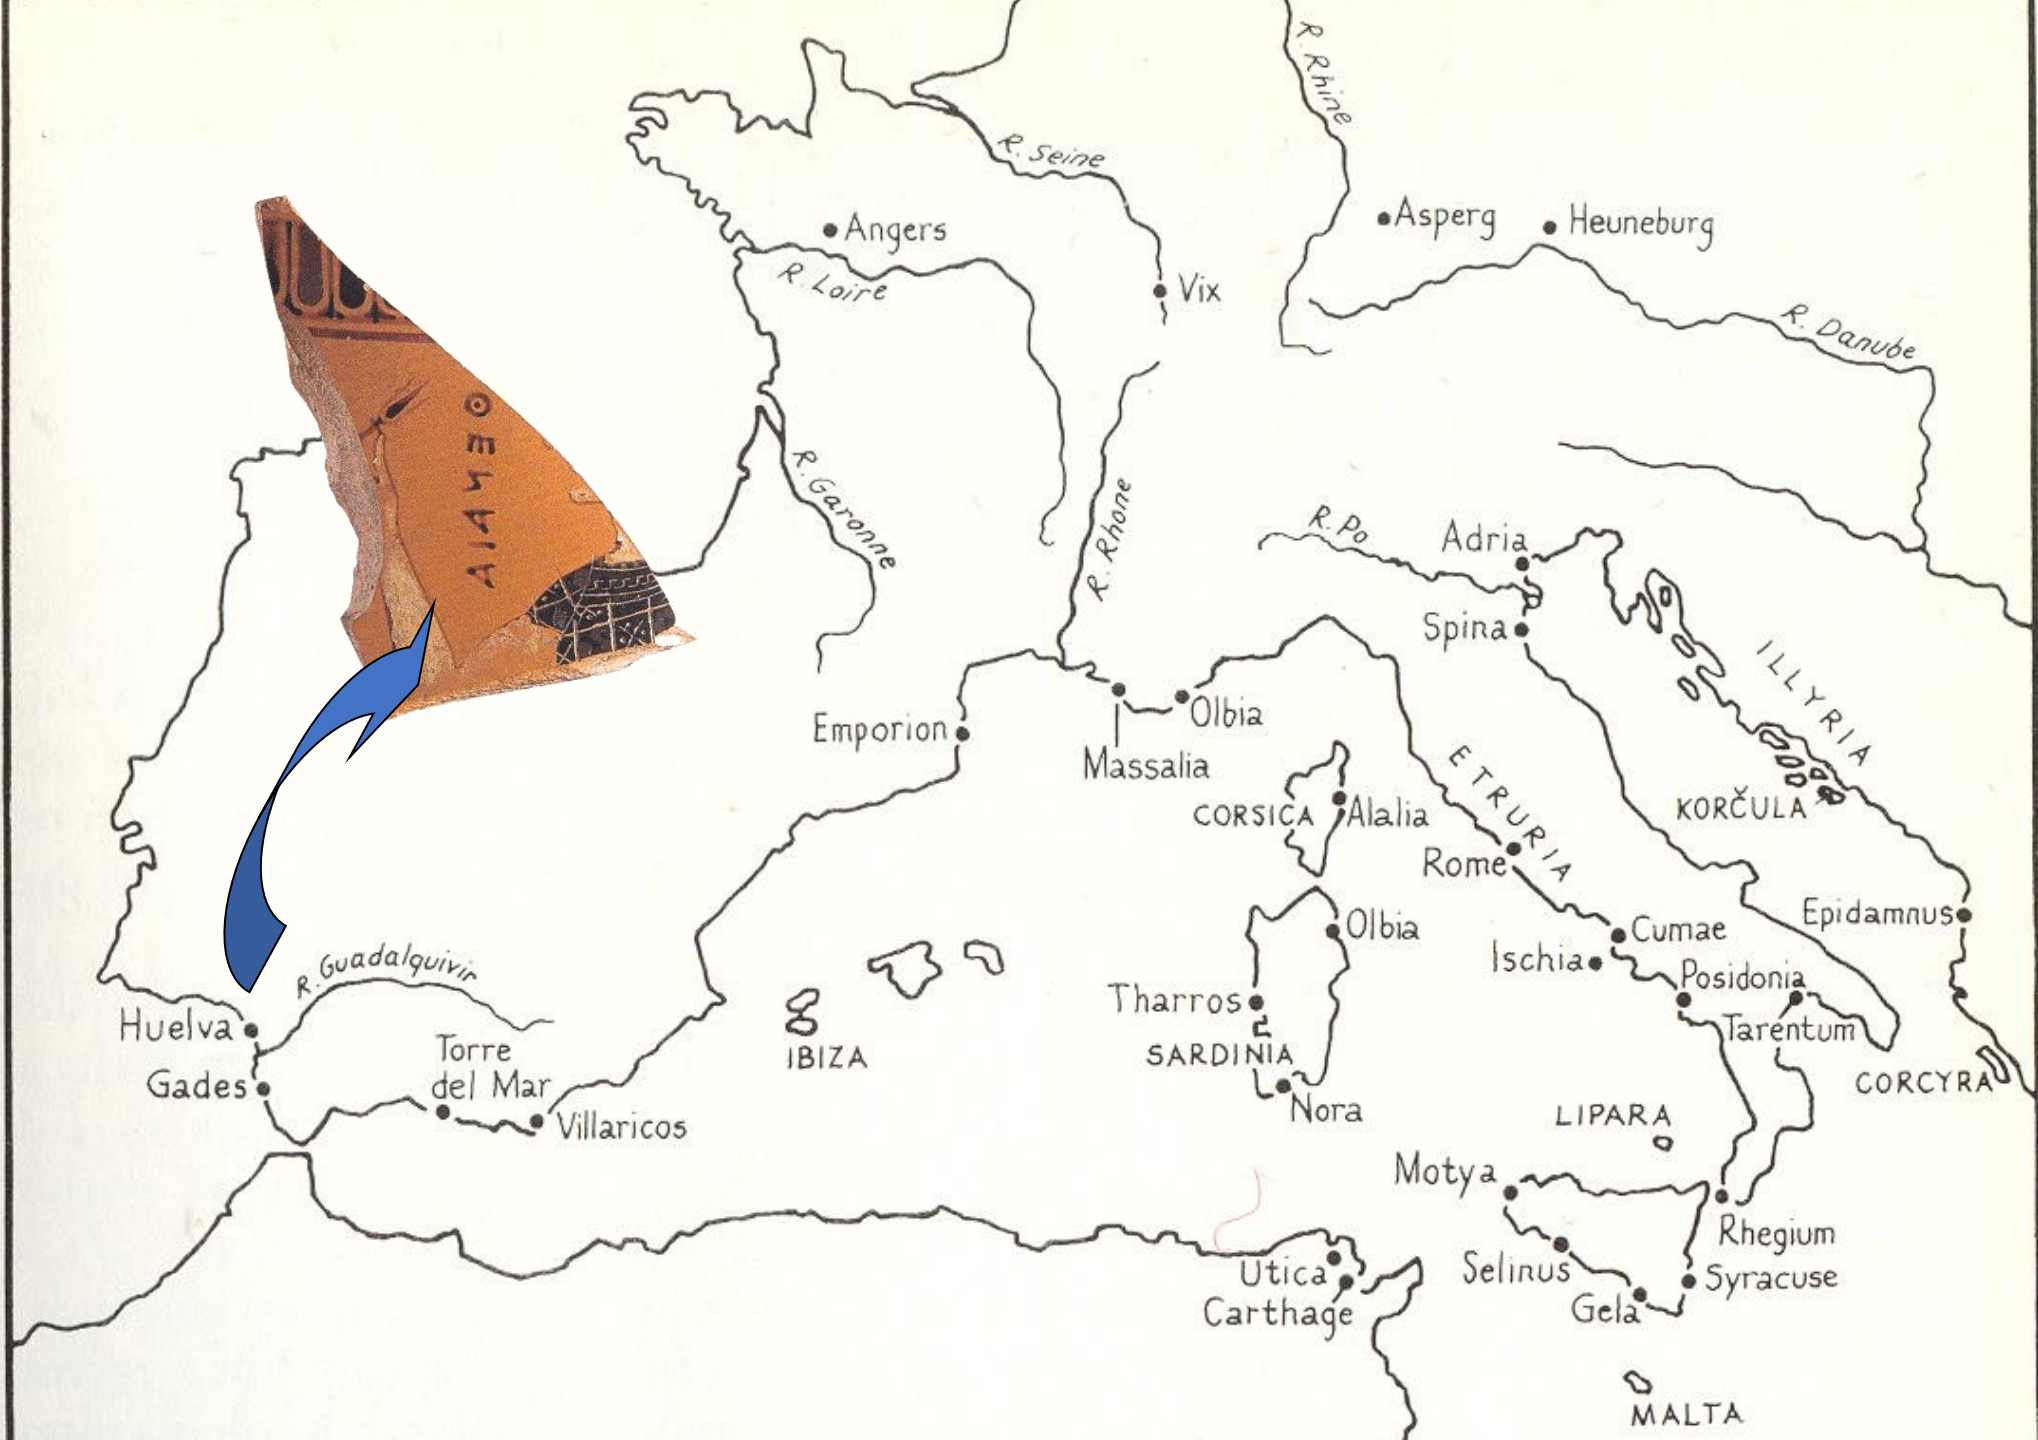 R. Rhine
R. Seine
Asperg
Heuneburg
Angers
R. Loire
Vix
R. Danube
ΘΕΝΑΙΑ
R. Garonne
R. Rhone
R. Po
Adria
Spina
ILLYRIA
Emporion
Olbia
Massalia
ETRURIA
CORSICA
Alalia
KORČULA
Rome
Epidamnus
Olbia
Cumae
Ischia
R. Guadalquivir
Posidonia
Tharros
Huelva
Tarentum
IBIZA
SARDINIA
Torre
del Mar
Gades
CORCYRA
Nora
LIPARA
Villaricos
Motya
Rhegium
Utica
Selinus
Syracuse
Carthage
Gela
MALTA